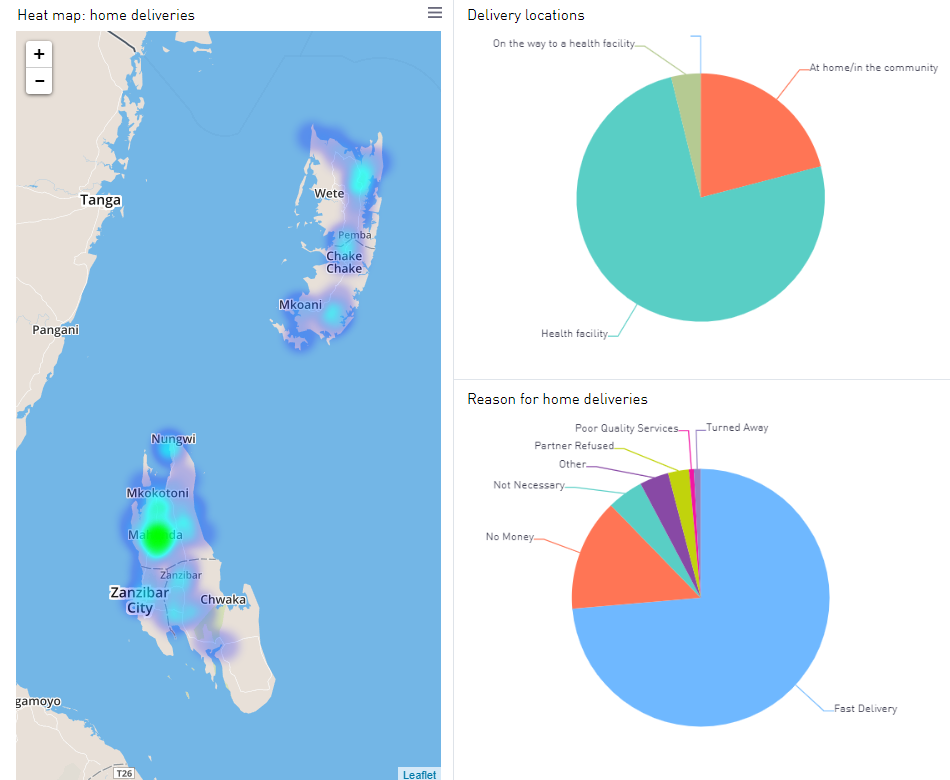 Heat map: home deliveries
+
−
Tanga
Wete
Pemba
Chake
Chake
Mkoani
Pangani
Nungwi
Mkokotoni
Zanzibar
Zanzibar
City
Chwaka
gamoyo
T26
Leaflet
Delivery locations
On the way to a health facility
At home/in the community
Health facility
Reason for home deliveries
Poor Quality Services
Turned Away
Partner Refused
Other
Not Necessary
No Money
Fast Delivery